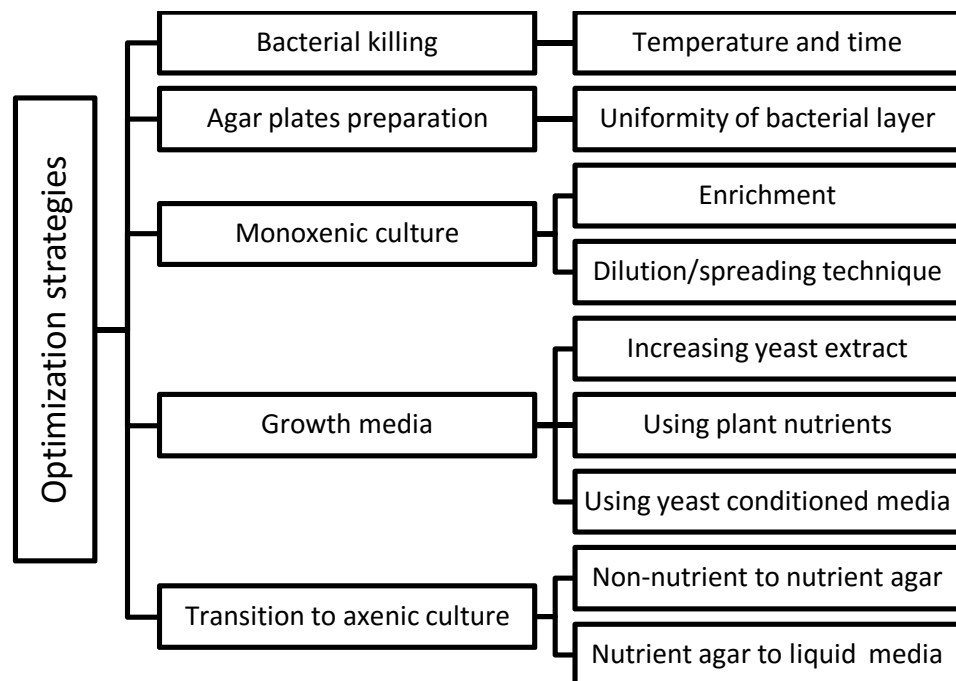 Optimization strategies
Bacterial killing
Temperature and time
Agar plates preparation
Uniformity of bacterial layer
Monoxenic culture
Enrichment
Dilution/spreading technique
Growth media
Increasing yeast extract
Using plant nutrients
Using yeast conditioned media
Transition to axenic culture
Non-nutrient to nutrient agar
Nutrient agar to liquid media